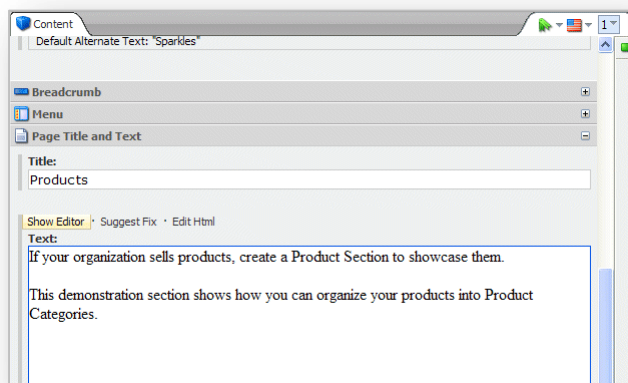 Content
1
Default Alternate Text: "Sparkles"
Breadcrumb
Menu
Page Title and Text
Title:
Products
Show Editor · Suggest Fix · Edit Html
Text:
If your organization sells products, create a Product Section to showcase them.
This demonstration section shows how you can organize your products into Product
Categories.